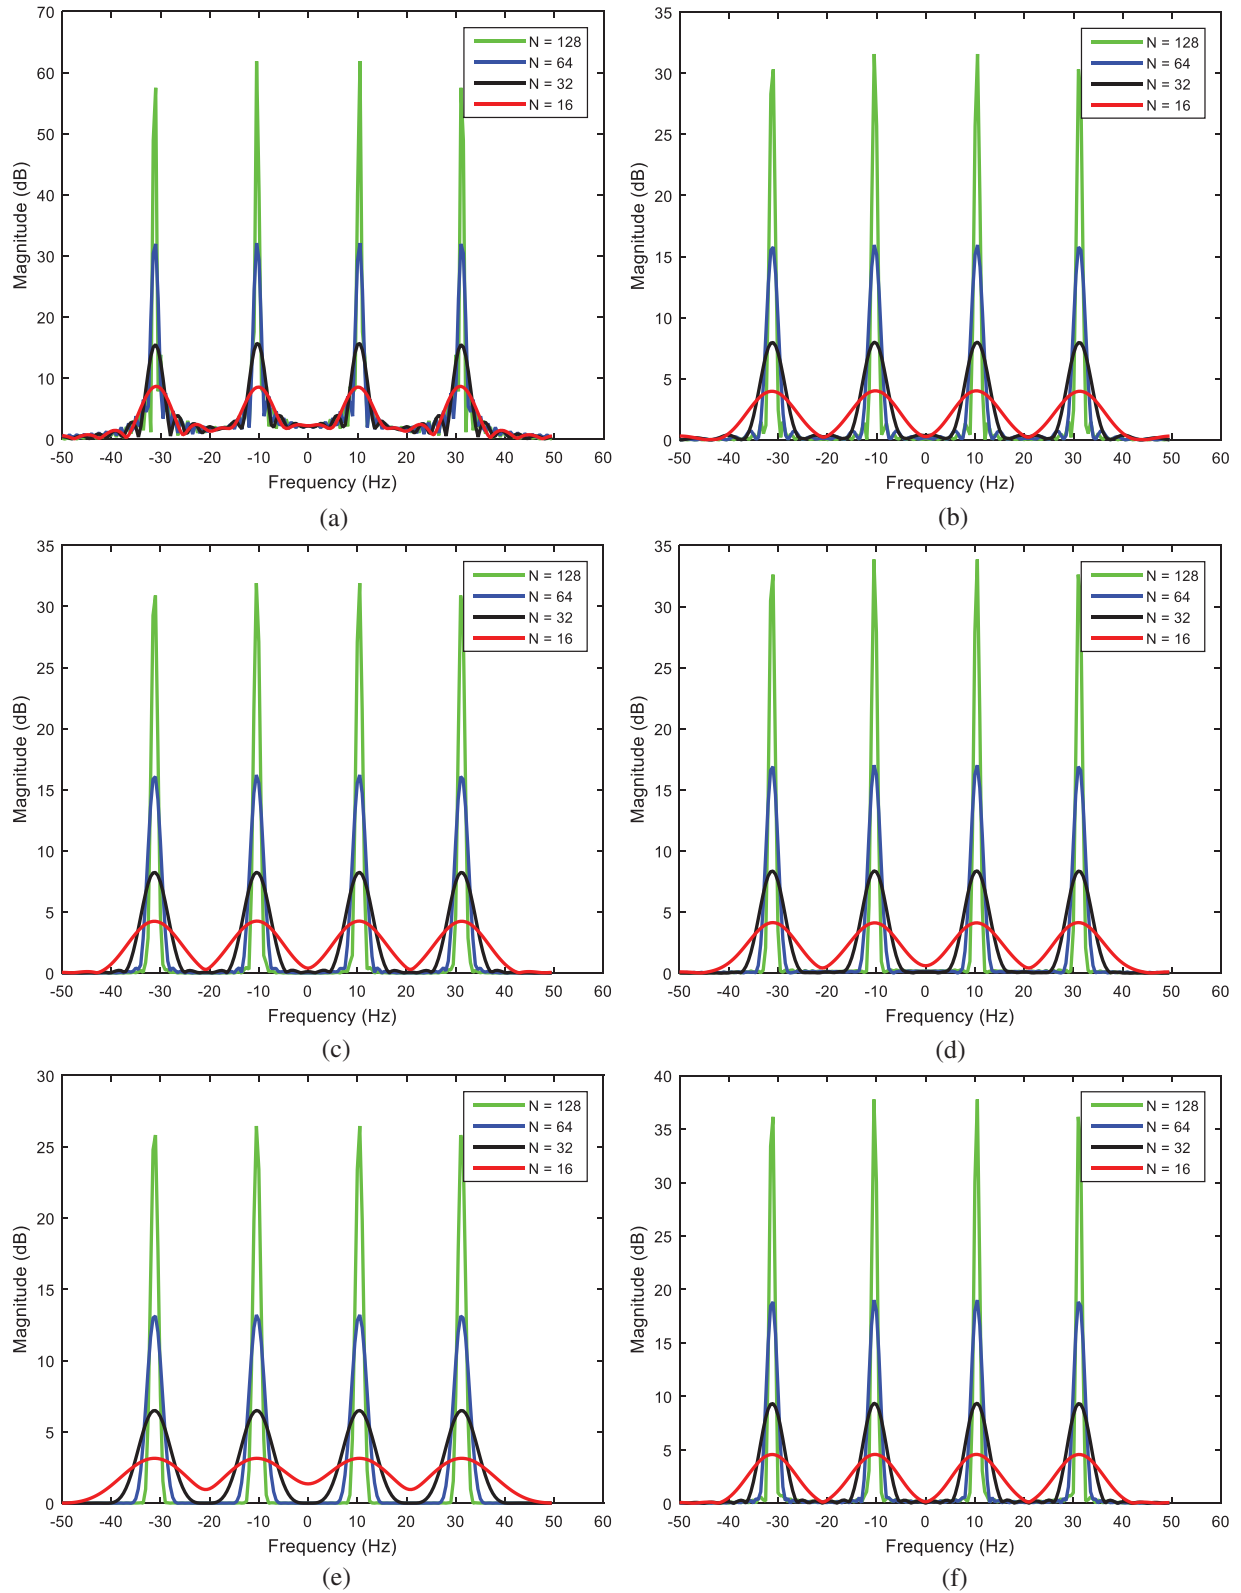 70
60
50
40
30
20
10
0
Magnitude (dB)
-50 -40 -30 -20 -10 0 10 20 30 40 50 60
Frequency (Hz)
N = 128
N = 64
N = 32
N = 16
(a)
35
30
25
20
15
10
5
0
Magnitude (dB)
-50 -40 -30 -20 -10 0 10 20 30 40 50 60
Frequency (Hz)
N = 128
N = 64
N = 32
N = 16
(b)
35
30
25
20
15
10
5
0
Magnitude (dB)
-50 -40 -30 -20 -10 0 10 20 30 40 50 60
Frequency (Hz)
N = 128
N = 64
N = 32
N = 16
(c)
35
30
25
20
15
10
5
0
Magnitude (dB)
-50 -40 -30 -20 -10 0 10 20 30 40 50 60
Frequency (Hz)
N = 128
N = 64
N = 32
N = 16
(d)
30
25
20
15
10
5
0
Magnitude (dB)
-50 -40 -30 -20 -10 0 10 20 30 40 50 60
Frequency (Hz)
N = 128
N = 64
N = 32
N = 16
(e)
40
35
30
25
20
15
10
5
0
Magnitude (dB)
-50 -40 -30 -20 -10 0 10 20 30 40 50 60
Frequency (Hz)
N = 128
N = 64
N = 32
N = 16
(f)